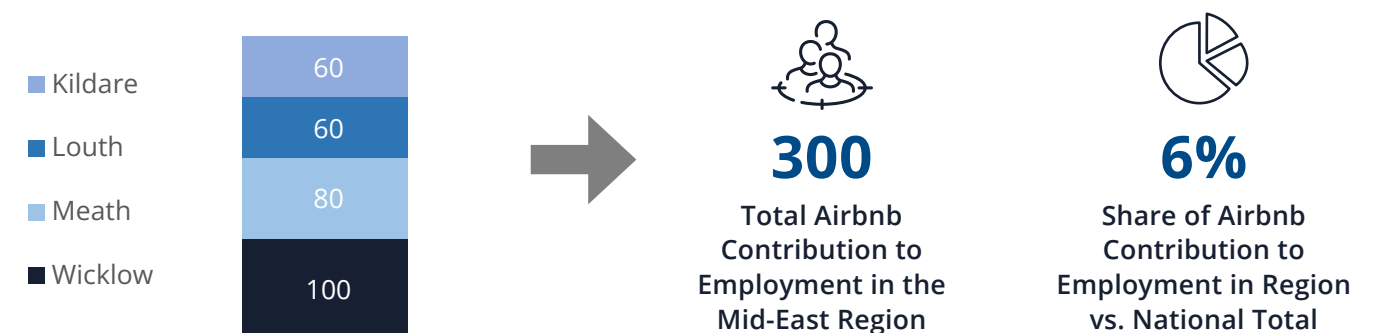 Kildare
Louth
Meath
Wicklow
60
60
80
100
300
Total Airbnb
Contribution to
Employment in the
Mid-East Region
6%
Share of Airbnb
Contribution to
Employment in Region
vs. National Total